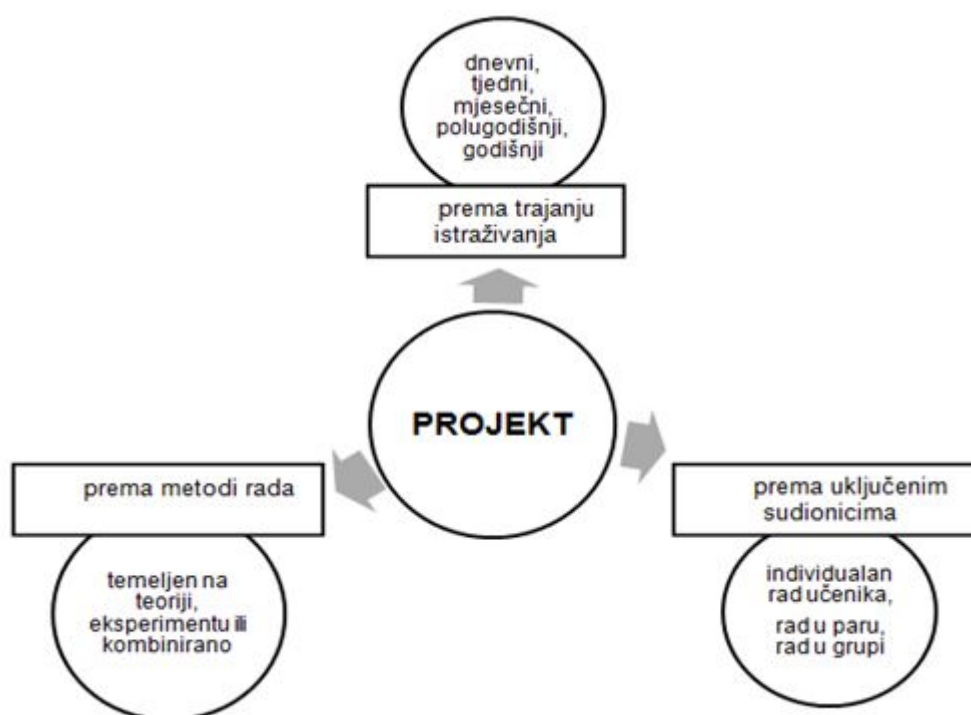 dnevni,
tjedni,
mjesečni,
polugodišnji,
godišnji
prema trajanju
istraživanja
PROJEKT
prema metodi rada
temeljen na
teoriji,
eksperimentu ili
kombinirano
prema uključenim
sudionicima
individualan
rad učenika,
rad u paru,
rad u grupi